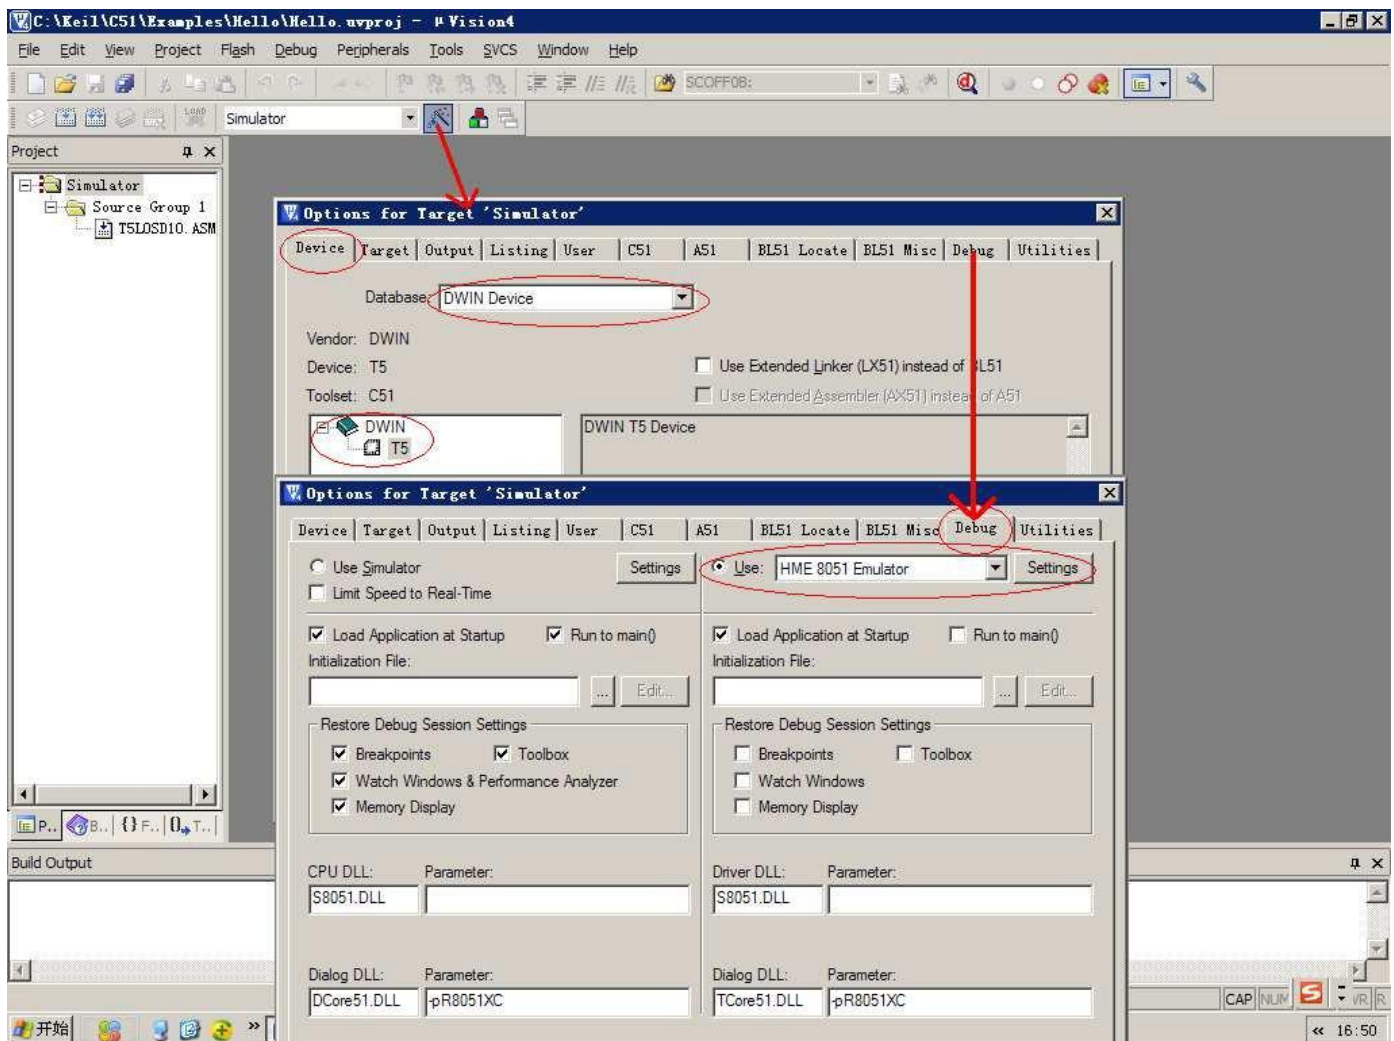 C:\Keil\C51\Examples\Hello\Hello.uvproj - µVision4
File Edit View Project Flash Debug Peripherals Tools SVCS Window Help
SCOFF0B:
LOAD Simulator
Project
Simulator
Source Group 1
T5LOSD10.ASM
Options for Target 'Simulator'
Device Target Output Listing User C51 A51 BL51 Locate BL51 Misc Debug Utilities
Database: DWIN Device
Vendor: DWIN
Device: T5
Use Extended Linker (LX51) instead of BL51
Toolset: C51
Use Extended Assembler (AX51) instead of A51
DWIN
T5
DWIN T5 Device
Options for Target 'Simulator'
Device Target Output Listing User C51 A51 BL51 Locate BL51 Misc Debug Utilities
Use Simulator Settings Use: HME 8051 Emulator Settings
Limit Speed to Real-Time
Load Application at Startup Run to main() Load Application at Startup Run to main()
Initialization File: Initialization File:
... Edit... ... Edit...
Restore Debug Session Settings Restore Debug Session Settings
Breakpoints Toolbox Breakpoints Toolbox
Watch Windows & Performance Analyzer Watch Windows
Memory Display Memory Display
P.. B.. {} F.. 0 T..
Build Output
CPU DLL: Parameter: Driver DLL: Parameter:
S8051.DLL S8051.DLL
Dialog DLL: Parameter: Dialog DLL: Parameter:
DCore51.DLL -pR8051XC TCore51.DLL -pR8051XC
CAP NUM VR R
开始 » « 16:50